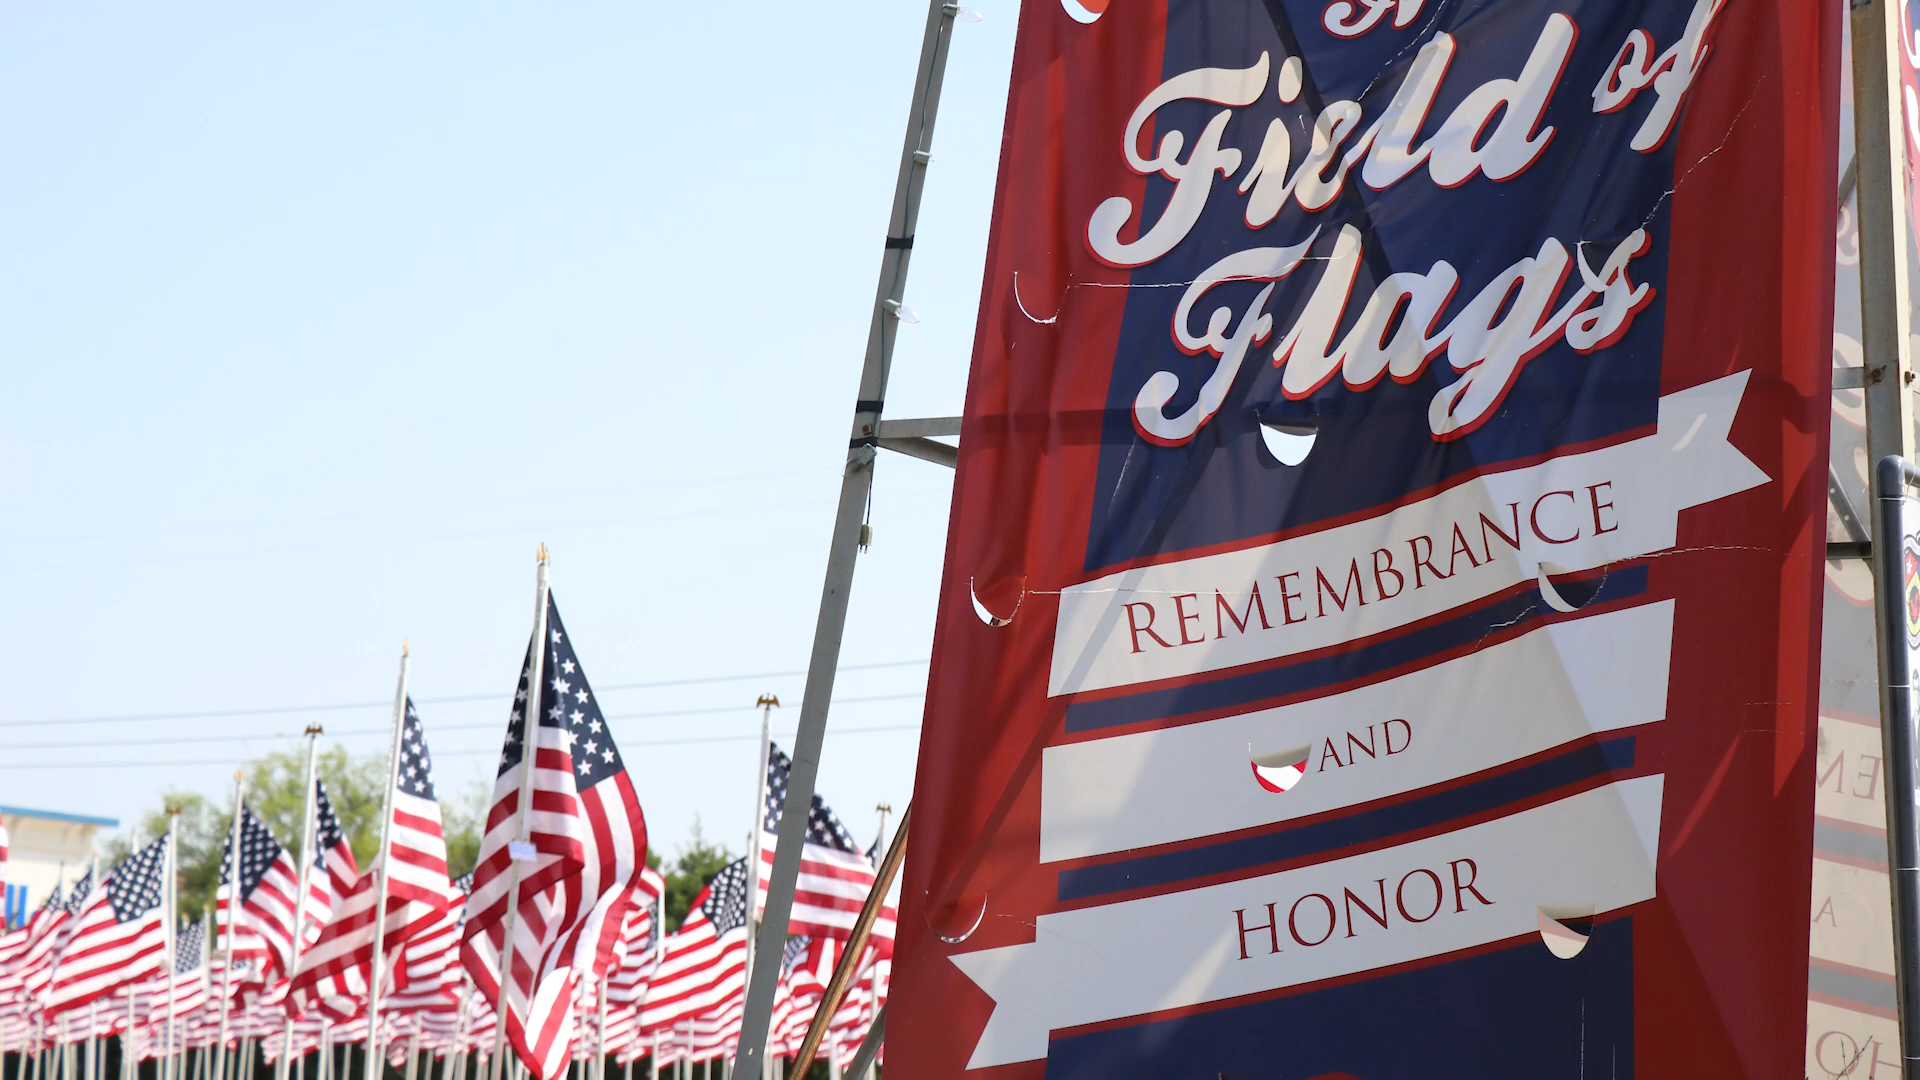 A
Field of
Flags
REMEMBRANCE
AND
HONOR